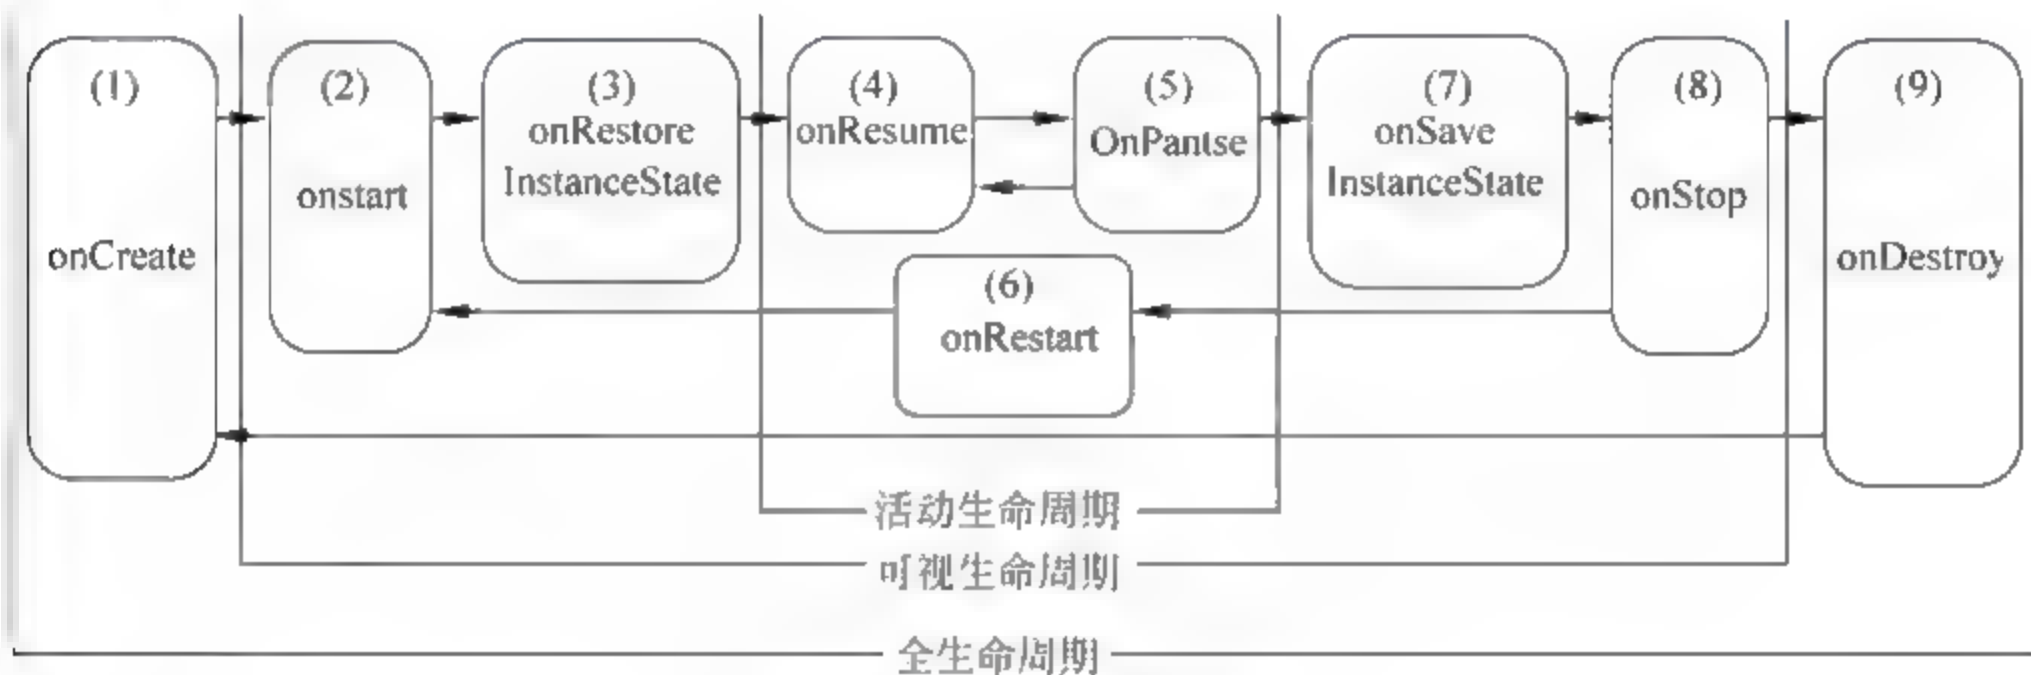 (1)
onCreate
(2)
onstart
(3)
onRestore
InstanceState
(4)
onResume
(5)
OnPantse
(6)
onRestart
(7)
onSave
InstanceState
(8)
onStop
(9)
onDestroy
活动生命周期
可视生命周期
全生命周期